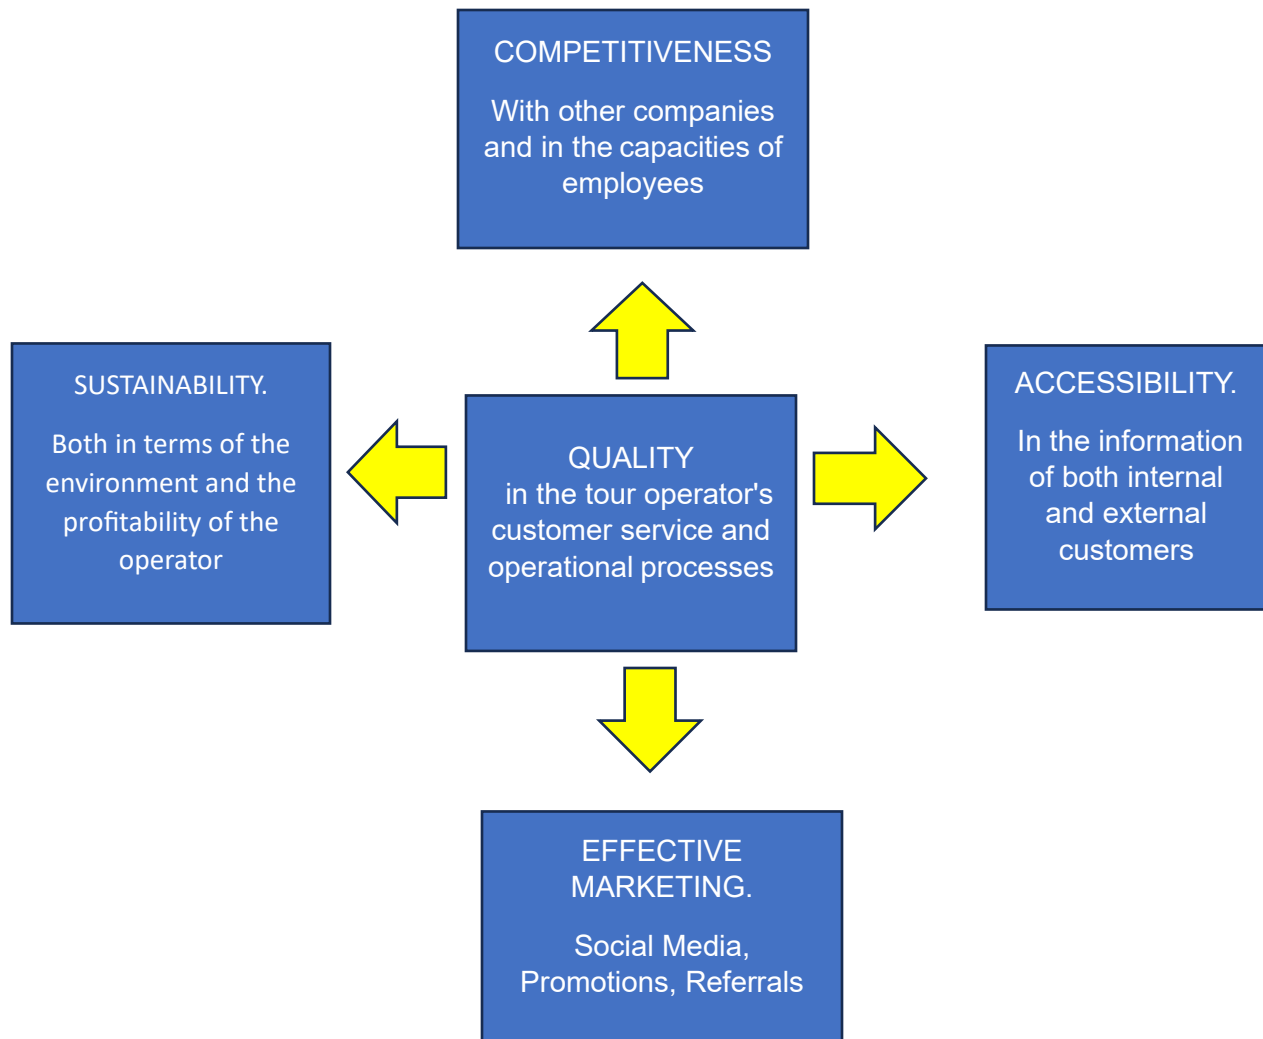 COMPETITIVENESS
With other companies
and in the capacities of
employees
SUSTAINABILITY.
Both in terms of the
environment and the
profitability of the
operator
QUALITY
in the tour operator's
customer service and
operational processes
ACCESSIBILITY.
In the information
of both internal
and external
customers
EFFECTIVE
MARKETING.
Social Media,
Promotions, Referrals